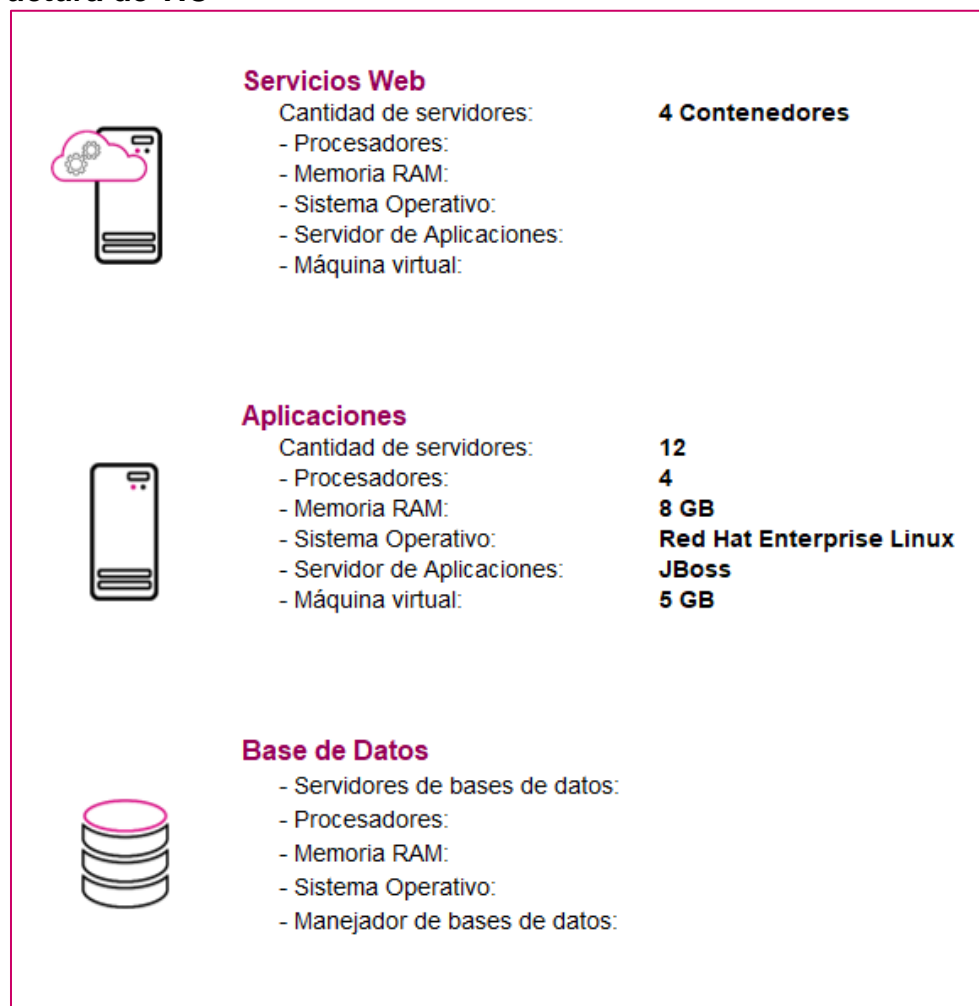 Servicios Web
Cantidad de servidores: 4 Contenedores
- Procesadores:
- Memoria RAM:
- Sistema Operativo:
- Servidor de Aplicaciones:
- Máquina virtual:
Aplicaciones
Cantidad de servidores: 12
- Procesadores: 4
- Memoria RAM: 8 GB
- Sistema Operativo: Red Hat Enterprise Linux
- Servidor de Aplicaciones: JBoss
- Máquina virtual: 5 GB
Base de Datos
- Servidores de bases de datos:
- Procesadores:
- Memoria RAM:
- Sistema Operativo:
- Manejador de bases de datos: